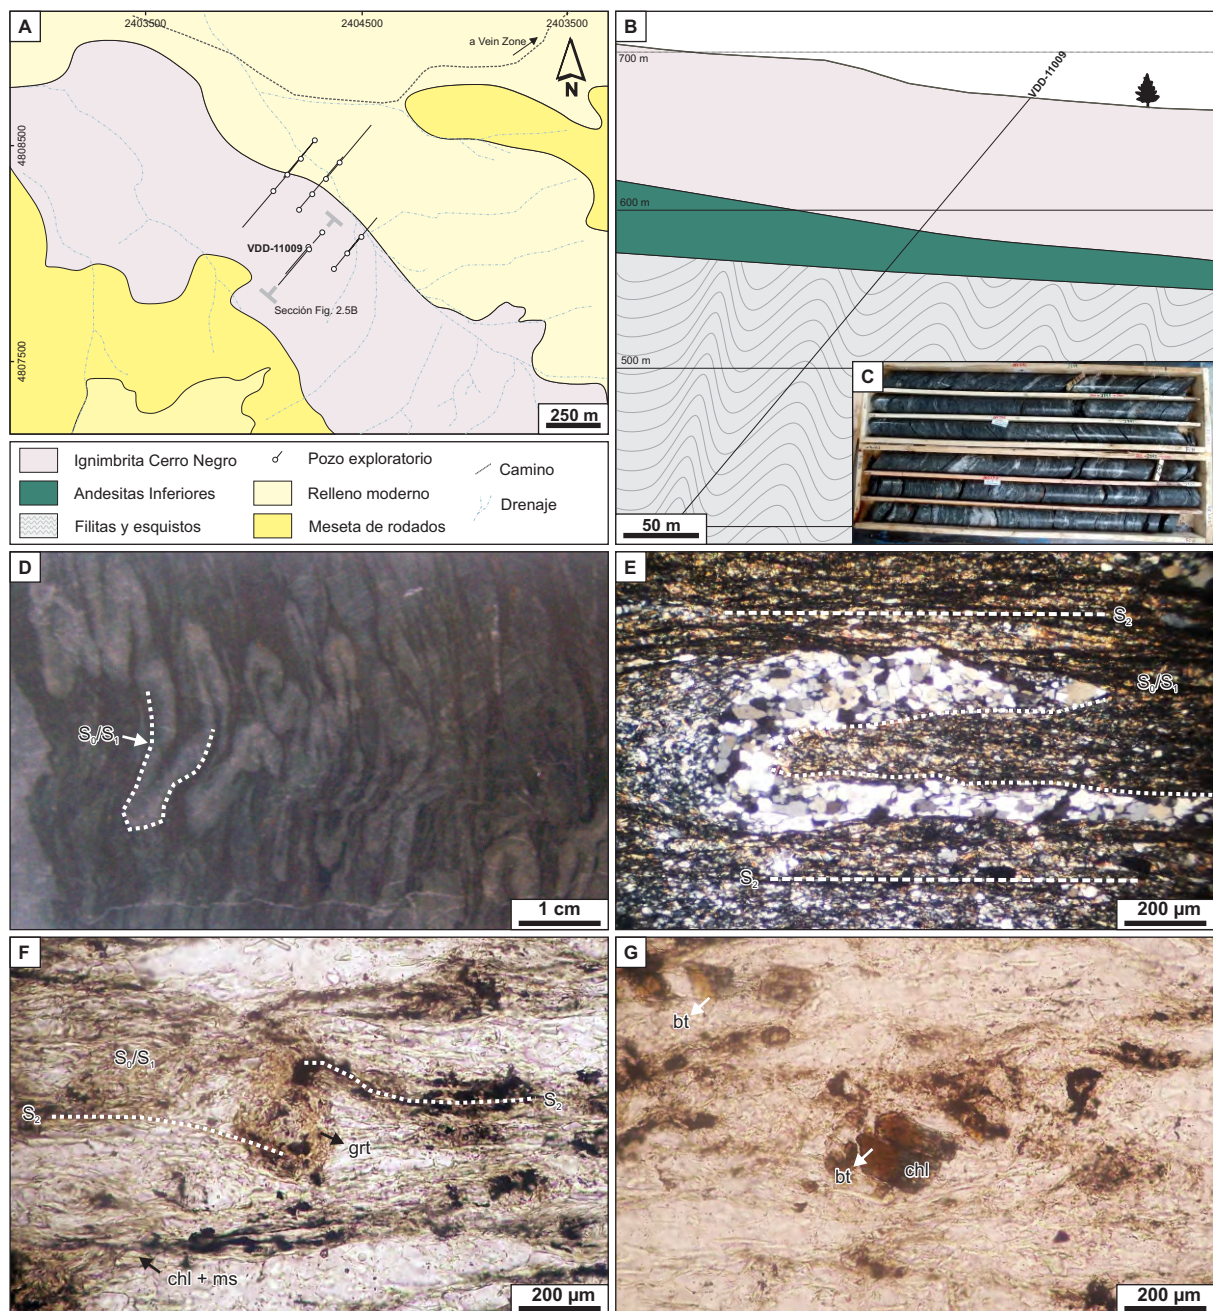 A
2403500
2404500
2403500
a Vein Zone
N
4808500
VDD-11009
Sección Fig. 2.5B
4807500
250 m
Ignimbrita Cerro Negro
Andesitas Inferiores
Filitas y esquistos
Pozo exploratorio
Relleno moderno
Meseta de rodados
Camino
Drenaje
B
700 m
VDD-11009
600 m
500 m
50 m
C
D
S0/S1
1 cm
E
S2
S0/S1
S2
200 µm
F
S0/S1
S2
S2
grt
chl + ms
200 µm
G
bt
bt
chl
200 µm